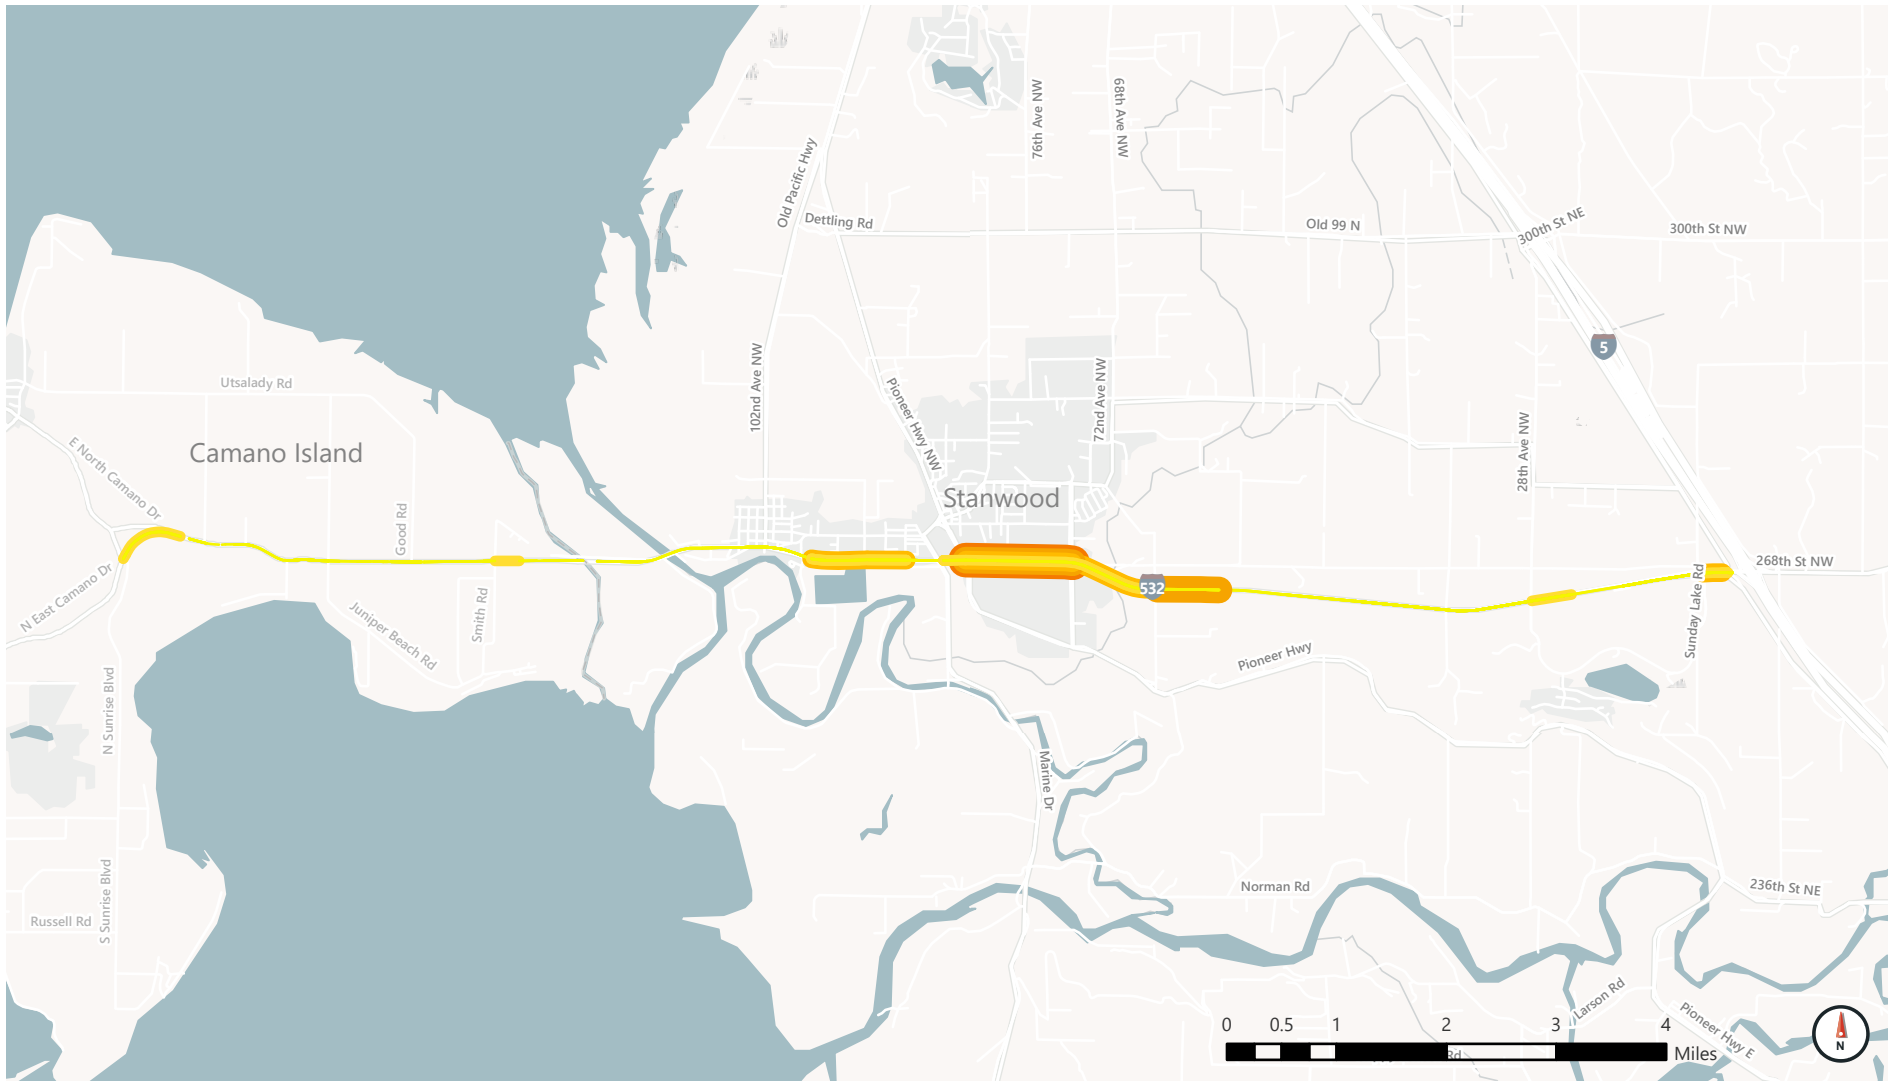 76th Ave NW
68th Ave NW
Old Pacific Hwy
Dettling Rd
Old 99 N
300th St NE
300th St NW
5
Utsalady Rd
102nd Ave NW
Pioneer Hwy NW
72nd Ave NW
28th Ave NW
E North Camano Dr
Camano Island
Good Rd
Stanwood
268th St NW
N East Camano Dr
532
Smith Rd
Juniper Beach Rd
Sunday Lake Rd
Pioneer Hwy
N Sunrise Blvd
Marine Dr
S Sunrise Blvd
Russell Rd
Norman Rd
236th St NE
Larson Rd
Pioneer Hwy E
0 0.5 1 2 3 4
Miles
Rd
N